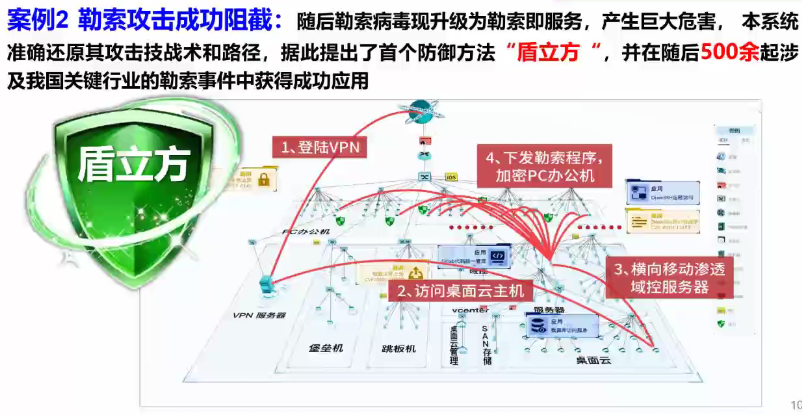 案例2 勒索攻击成功阻截：随后勒索病毒现升级为勒索即服务，产生巨大危害， 本系统
准确还原其攻击技战术和路径，据此提出了首个防御方法“盾立方“，并在随后500余起涉
及我国关键行业的勒索事件中获得成功应用
盾立方
1、登陆VPN
4、下发勒索程序，
加密PC办公机
PC办公机
应用
应用
2、访问桌面云主机
3、横向移动渗透
域控服务器
VPN 服务器
vcenter
服务器
应用
堡垒机
跳板机
桌面云管理
SAN存储
桌面云
10